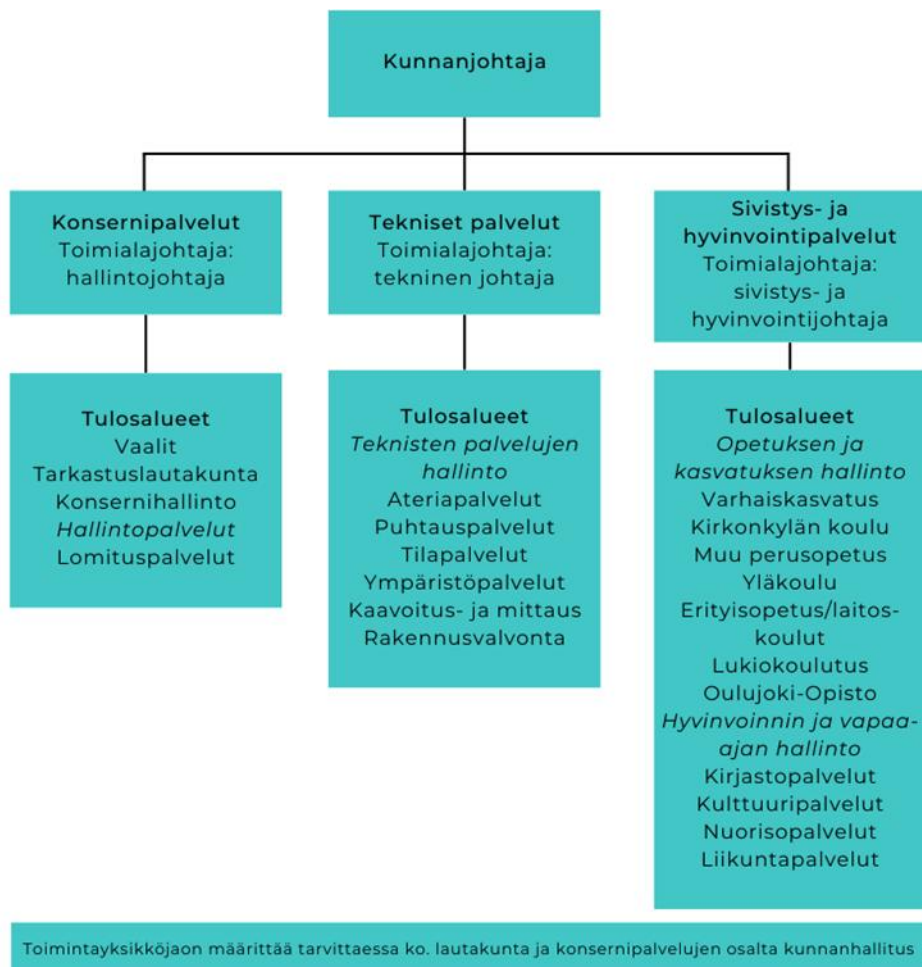 Kunnanjohtaja
Konsernipalvelut
Toimialajohtaja:
hallintojohtaja
Tekniset palvelut
Toimialajohtaja:
tekninen johtaja
Sivistys- ja
hyvinvointipalvelut
Toimialajohtaja:
sivistys- ja
hyvinvointijohtaja
Tulosalueet
Vaalit
Tarkastuslautakunta
Konsernihallinto
Hallintopalvelut
Lomituspalvelut
Tulosalueet
Teknisten palvelujen
hallinto
Ateriapalvelut
Puhtauspalvelut
Tilapalvelut
Ympäristöpalvelut
Kaavoitus- ja mittaus
Rakennusvalvonta
Tulosalueet
Opetuksen ja
kasvatuksen hallinto
Varhaiskasvatus
Kirkonkylän koulu
Muu perusopetus
Yläkoulu
Erityisopetus/laitos-
koulut
Lukiokoulutus
Oulujoki-Opisto
Hyvinvoinnin ja vapaa-
ajan hallinto
Kirjastopalvelut
Kulttuuripalvelut
Nuorisopalvelut
Liikuntapalvelut
Toimintayksikköjaon määrittää tarvittaessa ko. lautakunta ja konsernipalvelujen osalta kunnanhallitus